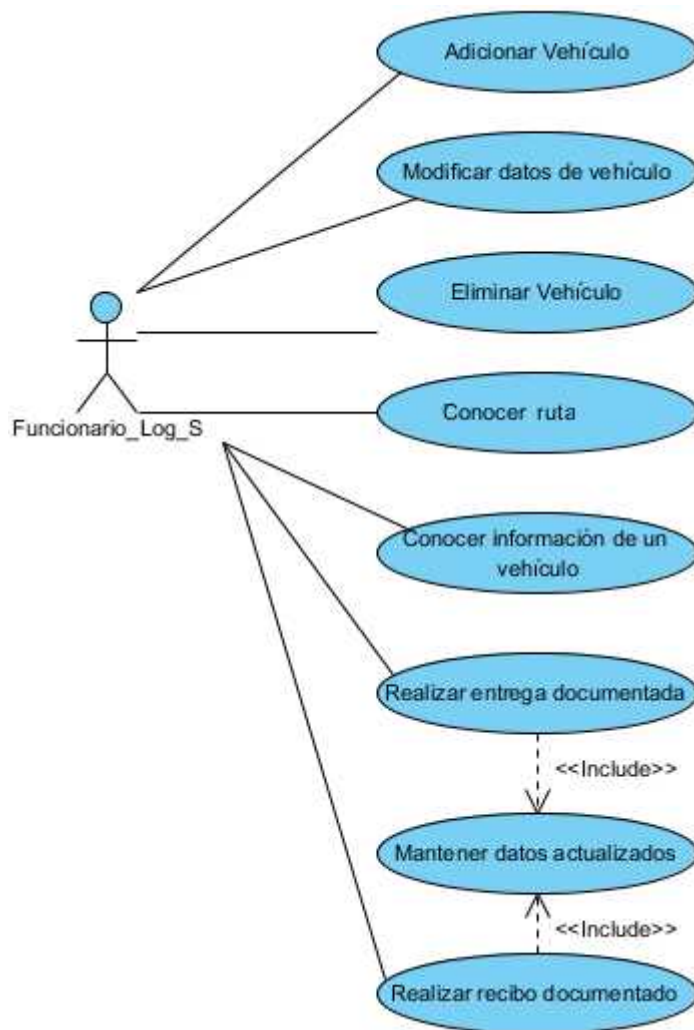 Adicionar Vehículo
Modificar datos de vehículo
Eliminar Vehículo
Conocer ruta
Funcionario_Log_S
Conocer información de un
vehículo
Realizar entrega documentada
<<Include>>
Mantener datos actualizados
<<Include>>
Realizar recibo documentado